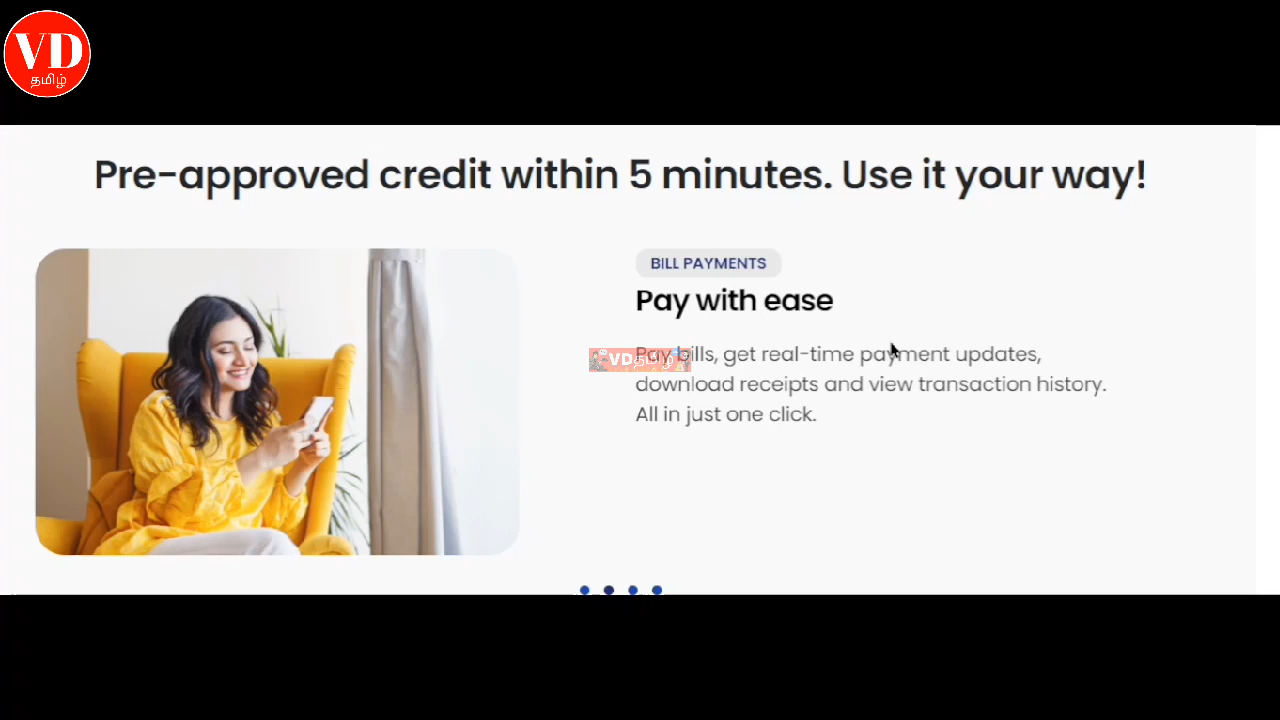 VD
தமிழ்
Pre-approved credit within 5 minutes. Use it your way!
BILL PAYMENTS
Pay with ease
Pay bills, get real-time payment updates,
VDதமிழ்
download receipts and view transaction history.
All in just one click.